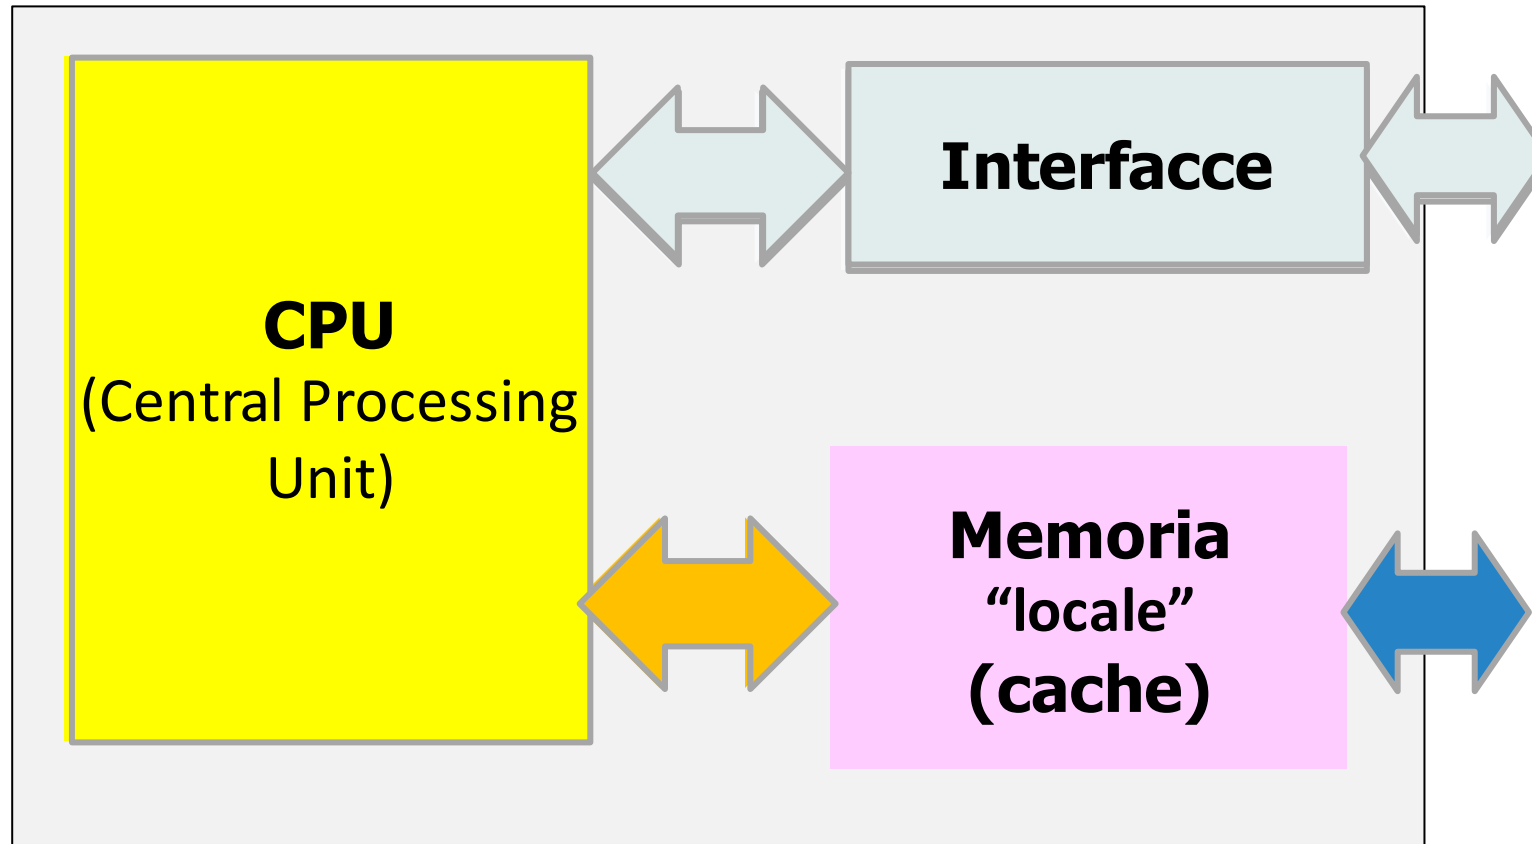 CPU
(Central Processing
Unit)
Interfacce
Memoria
“locale”
(cache)